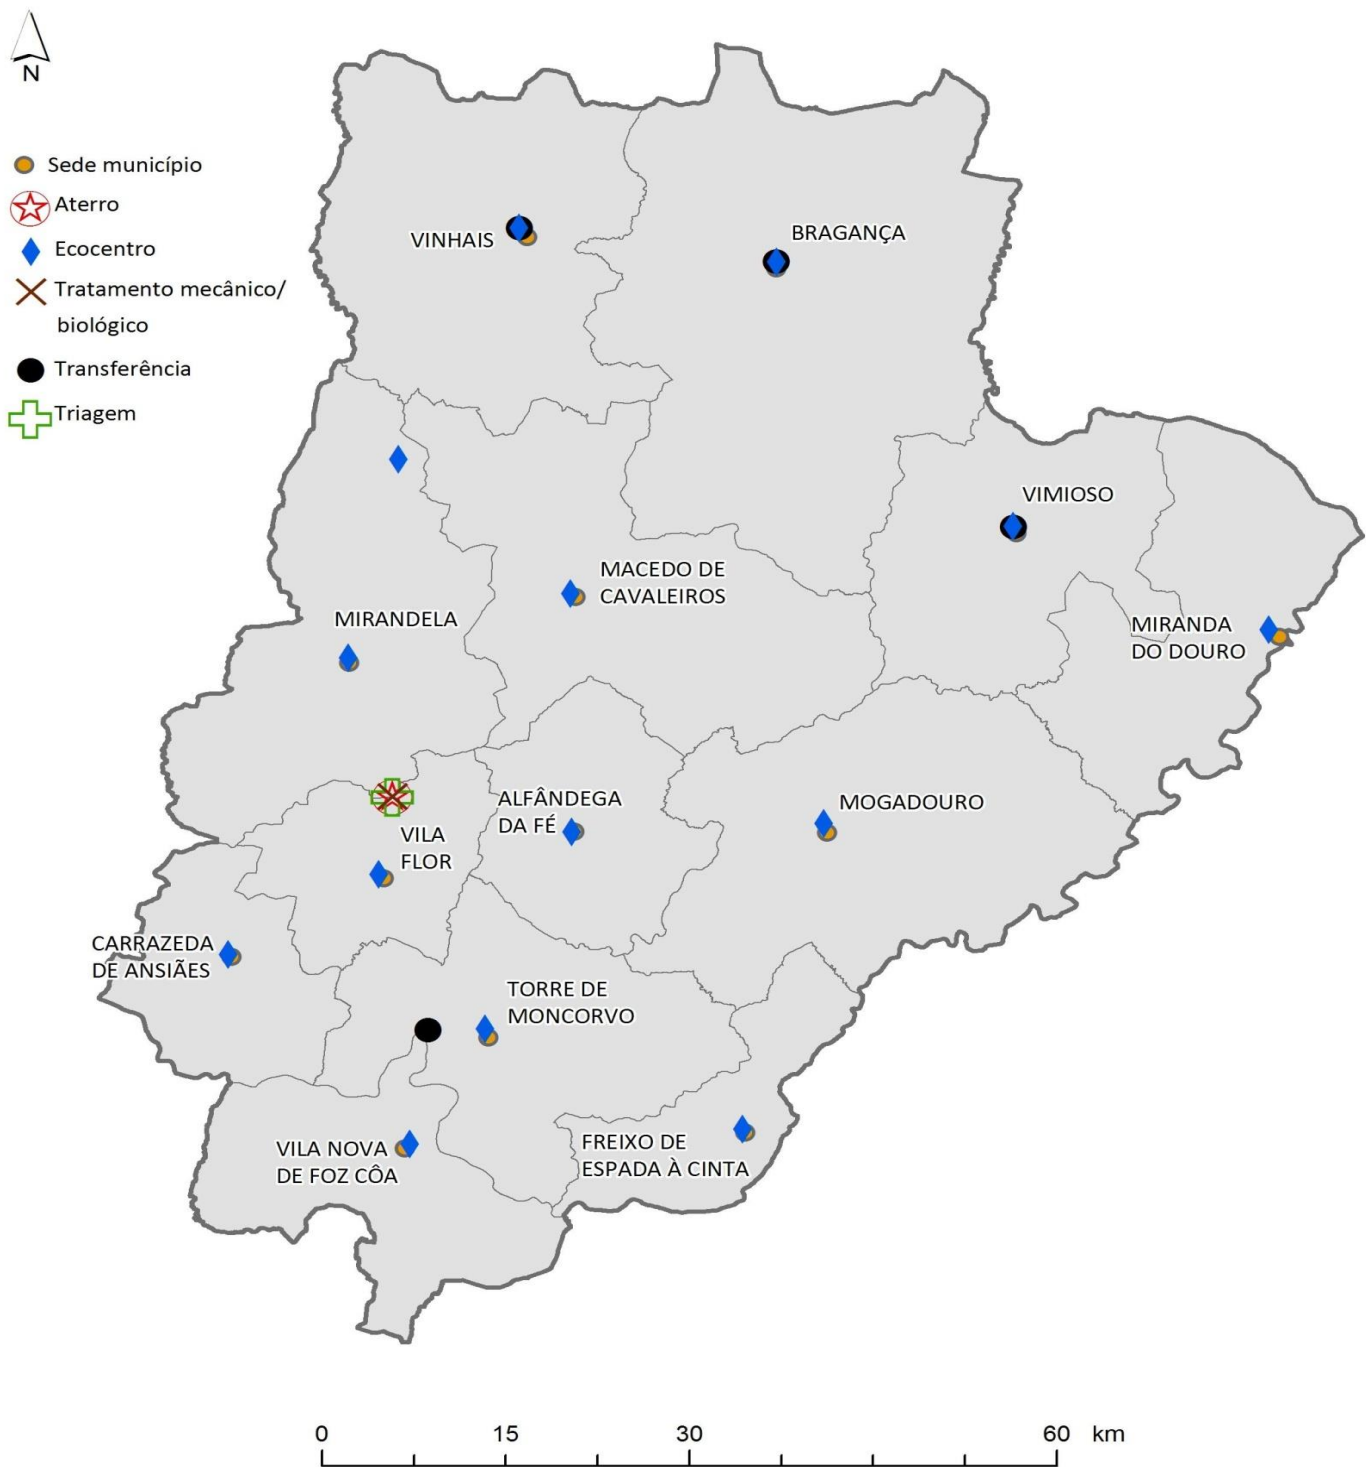 N
Sede município
Aterro
Ecocentro
Tratamento mecânico/
biológico
Transferência
Triagem
VINHAIS
BRAGANÇA
VIMIOSO
MACEDO DE
CAVALEIROS
MIRANDELA
MIRANDA
DO DOURO
ALFÂNDEGA
DA FÉ
MOGADOURO
VILA
FLOR
CARRAZEDA
DE ANSIÃES
TORRE DE
MONCORVO
VILA NOVA
DE FOZ CÔA
FREIXO DE
ESPADA À CINTA
0 15 30 60 km